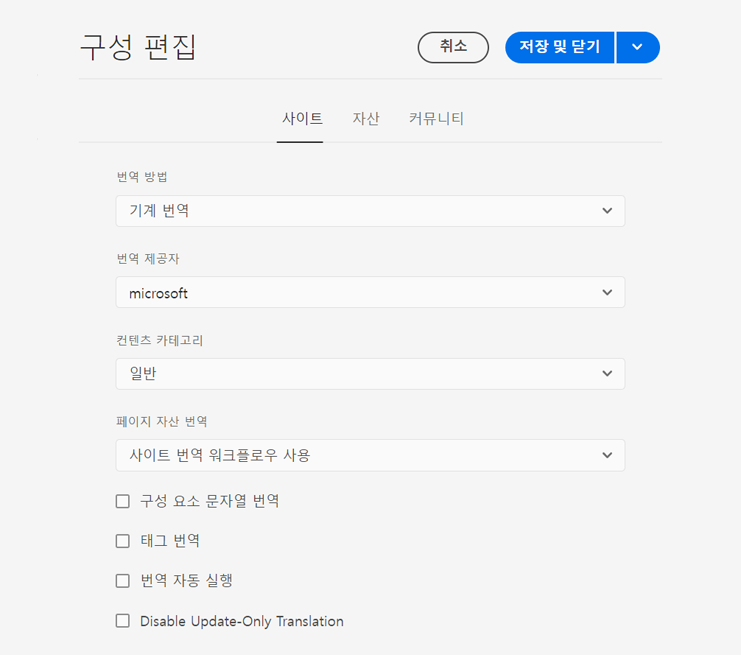 구성 편집
취소
저장 및 닫기
사이트 자산 커뮤니티
번역 방법
기계 번역
번역 제공자
microsoft
컨텐츠 카테고리
일반
페이지 자산 번역
사이트 번역 워크플로우 사용
구성 요소 문자열 번역
태그 번역
번역 자동 실행
Disable Update-Only Translation